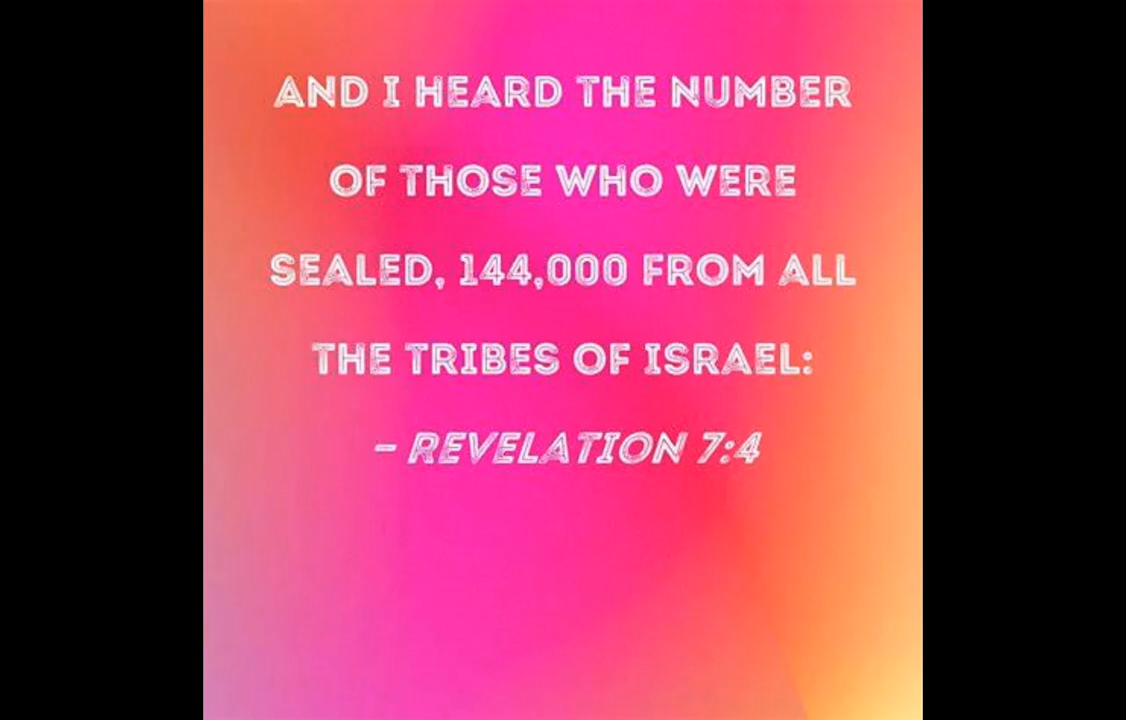 AND I HEARD THE NUMBER
OF THOSE WHO WERE
SEALED, 144,000 FROM ALL
THE TRIBES OF ISRAEL:
– REVELATION 7:4